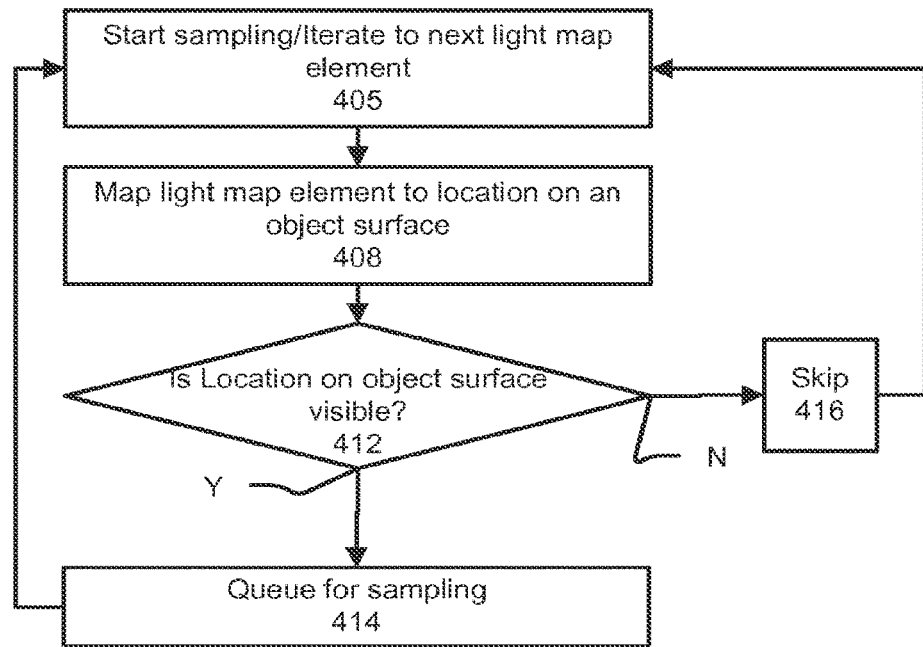 Start sampling/Iterate to next light map
element
405
Map light map element to location on an
object surface
408
Is Location on object surface
visible?
412
Skip
416
N
Y
Queue for sampling
414